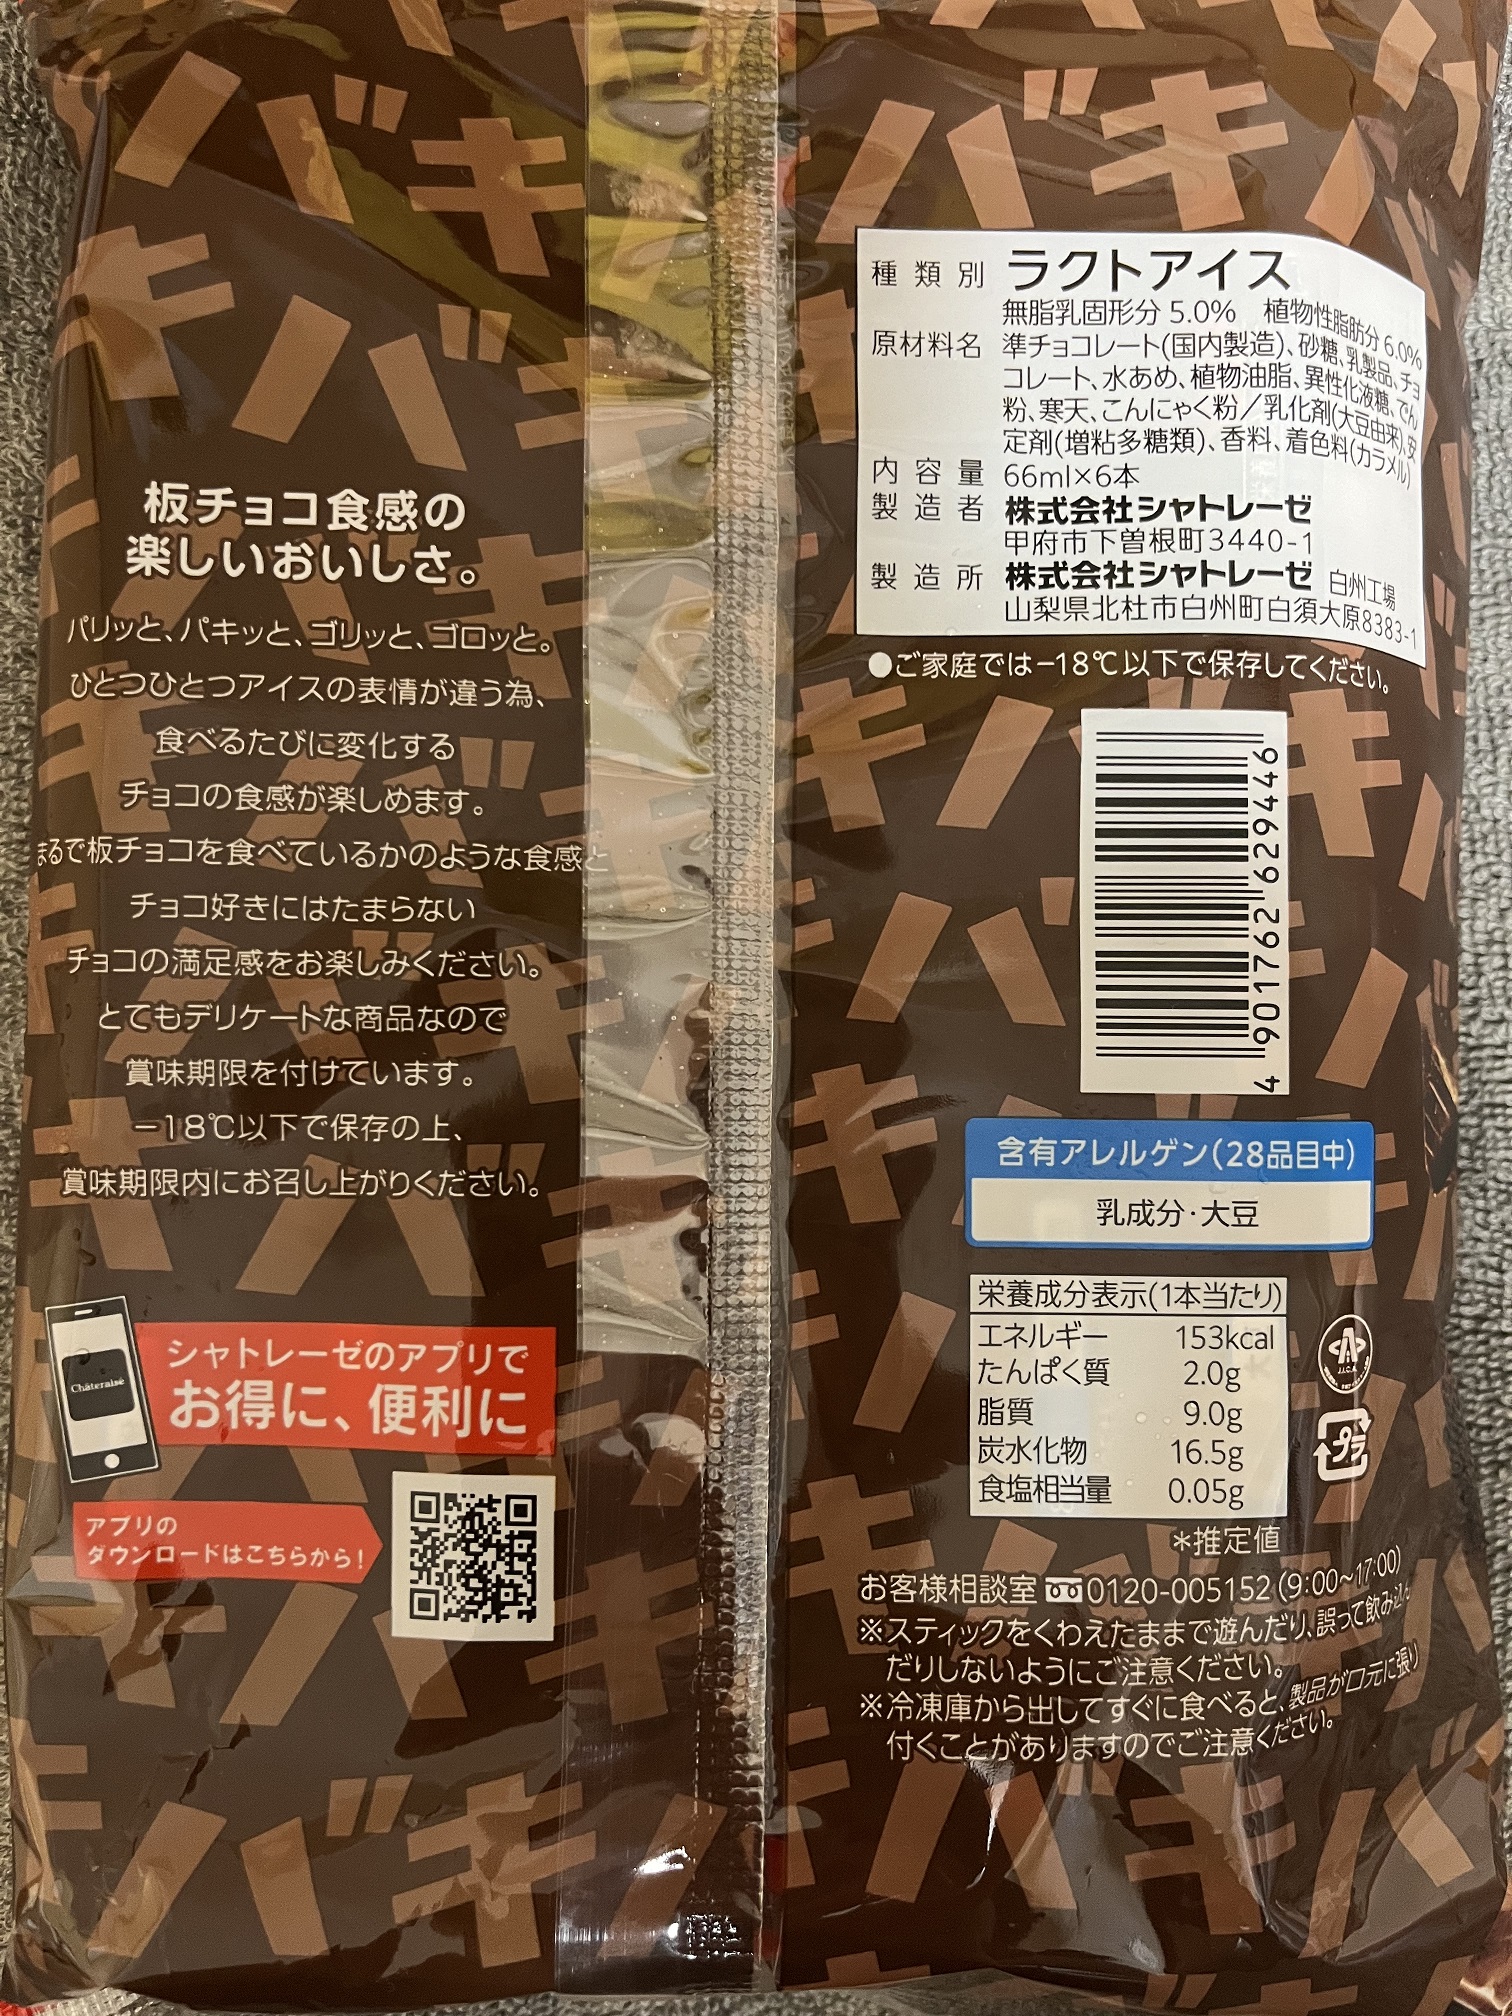 板チョコ食感の
楽しいおいしさ。
パリッと、パキッと、ゴリッと、ゴロッと。
ひとつひとつアイスの表情が違う為、
食べるたびに変化する
チョコの食感が楽しめます。
まるで板チョコを食べているかのような食感と
チョコ好きにはたまらない
チョコの満足感をお楽しみください。
とてもデリケートな商品なので
賞味期限を付けています。
−18℃以下で保存の上、
賞味期限内にお召し上がりください。
Châteraisé
シャトレーゼのアプリで
お得に、便利に
アプリの
ダウンロードはこちらから!
種類別 ラクトアイス
無脂乳固形分 5.0% 植物性脂肪分 6.0%
原材料名 準チョコレート(国内製造)、砂糖、乳製品、チョ
コレート、水あめ、植物油脂、異性化液糖、でん
粉、寒天、こんにゃく粉/乳化剤(大豆由来)、安
定剤(増粘多糖類)、香料、着色料(カラメル)
内容量 66ml×6本
製造者 株式会社シャトレーゼ
甲府市下曽根町3440-1
製造所 株式会社シャトレーゼ 白州工場
山梨県北杜市白州町白須大原8383-1
●ご家庭では−18℃以下で保存してください。
4 901762 629446
含有アレルゲン(28品目中)
乳成分・大豆
栄養成分表示(1本当たり)
エネルギー 153kcal
たんぱく質 2.0g
脂質 9.0g
炭水化物 16.5g
食塩相当量 0.05g
J.I.C.A.
プラ
*推定値
お客様相談室 0120-005152(9:00~17:00)
※スティックをくわえたままで遊んだり、誤って飲み込ん
だりしないようにご注意ください。
※冷凍庫から出してすぐに食べると、製品が口元に張り
付くことがありますのでご注意ください。